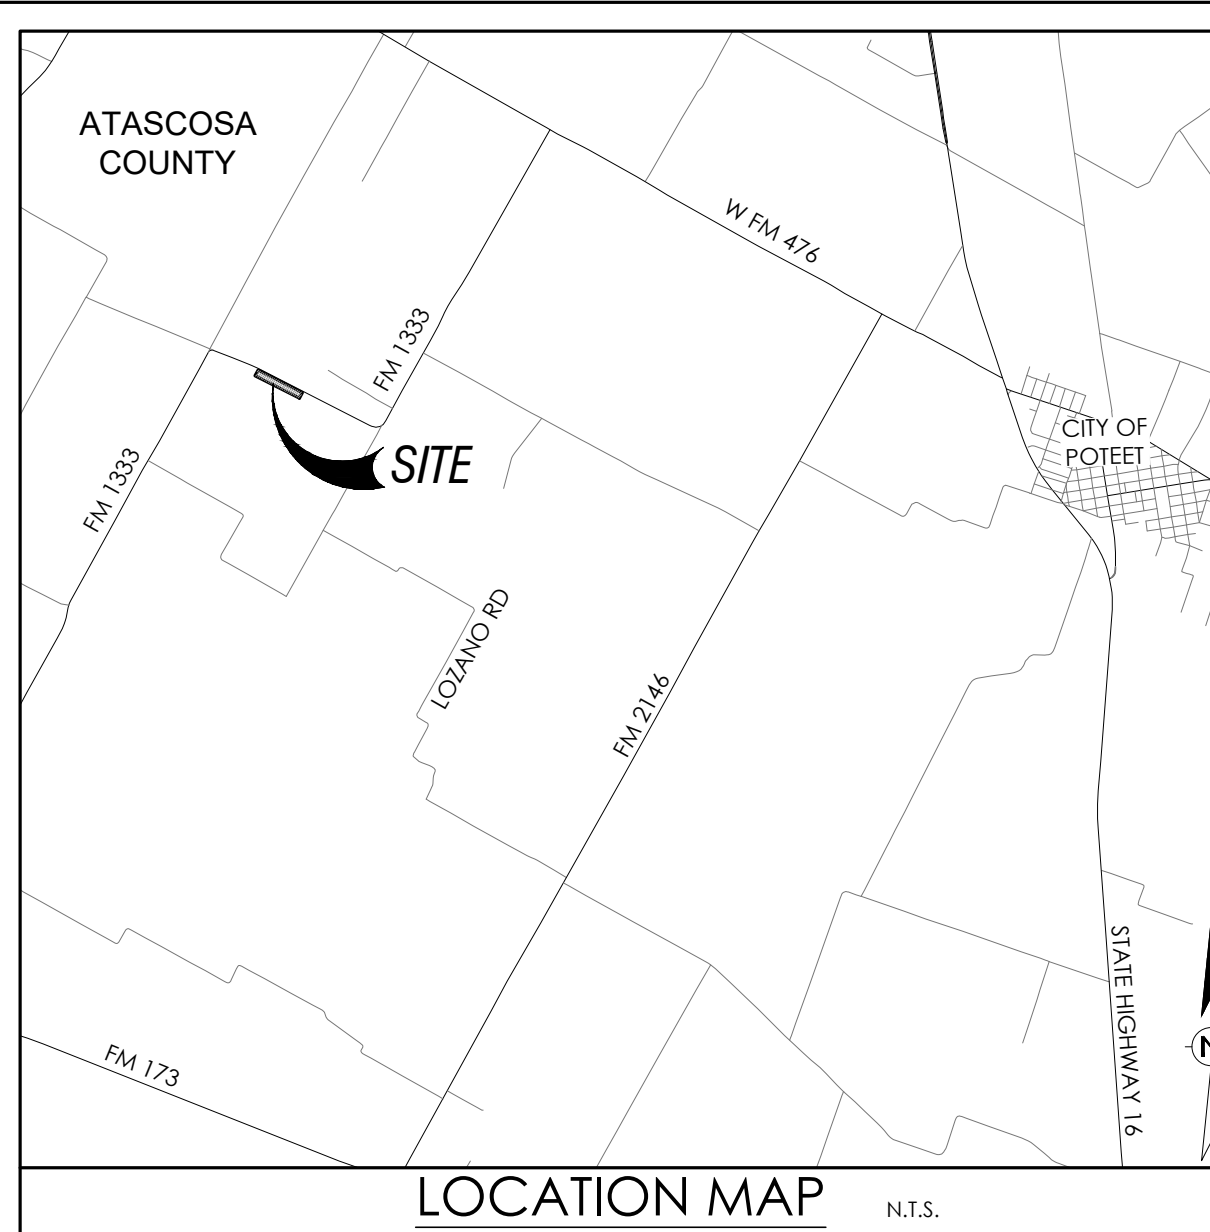 ATASCOSA
COUNTY
W FM 476
FM 1333
CITY OF
POTEET
SITE
FM 1333
LOZANO RD
FM 2146
STATE HIGHWAY 16
N
FM 173
LOCATION MAP
N.T.S.